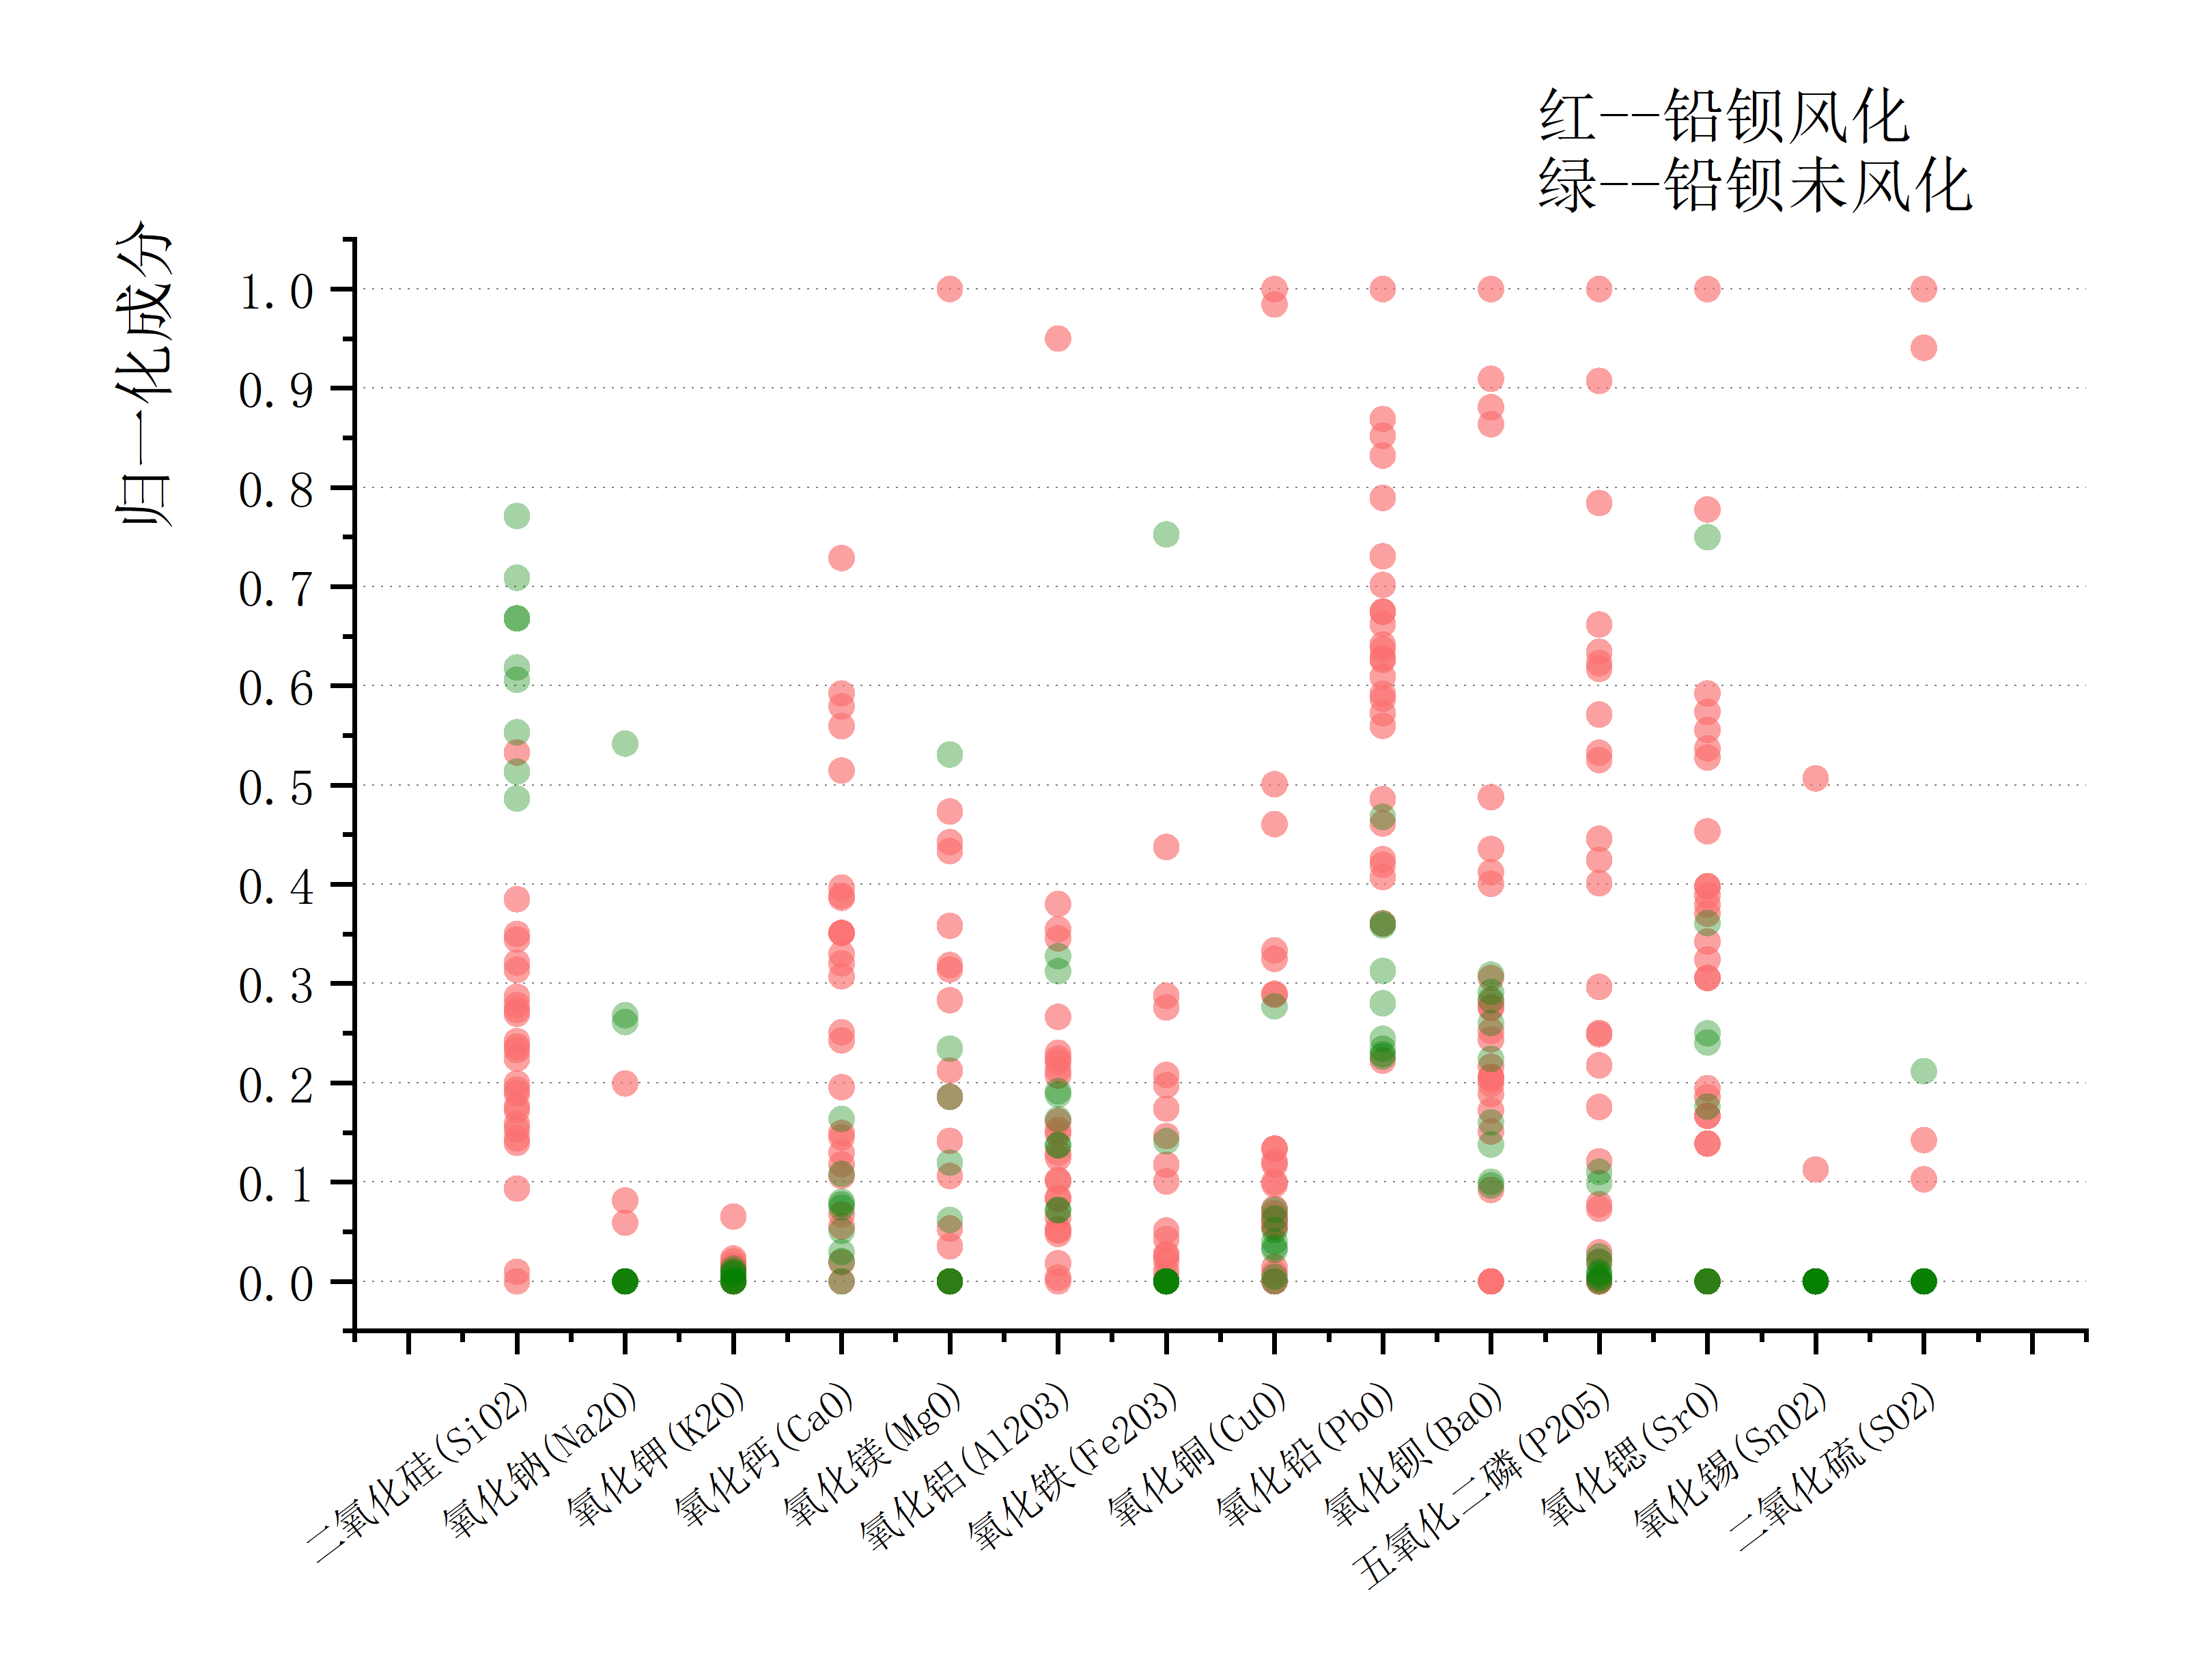 红--铅钡风化
绿--铅钡未风化
归一化成分
1.0
0.9
0.8
0.7
0.6
0.5
0.4
0.3
0.2
0.1
0.0
二氧化硅(SiO2)
氧化钠(Na2O)
氧化钾(K2O)
氧化钙(CaO)
氧化镁(MgO)
氧化铝(Al2O3)
氧化铁(Fe2O3)
氧化铜(CuO)
氧化铅(PbO)
氧化钡(BaO)
五氧化二磷(P2O5)
氧化锶(SrO)
氧化锡(SnO2)
二氧化硫(SO2)